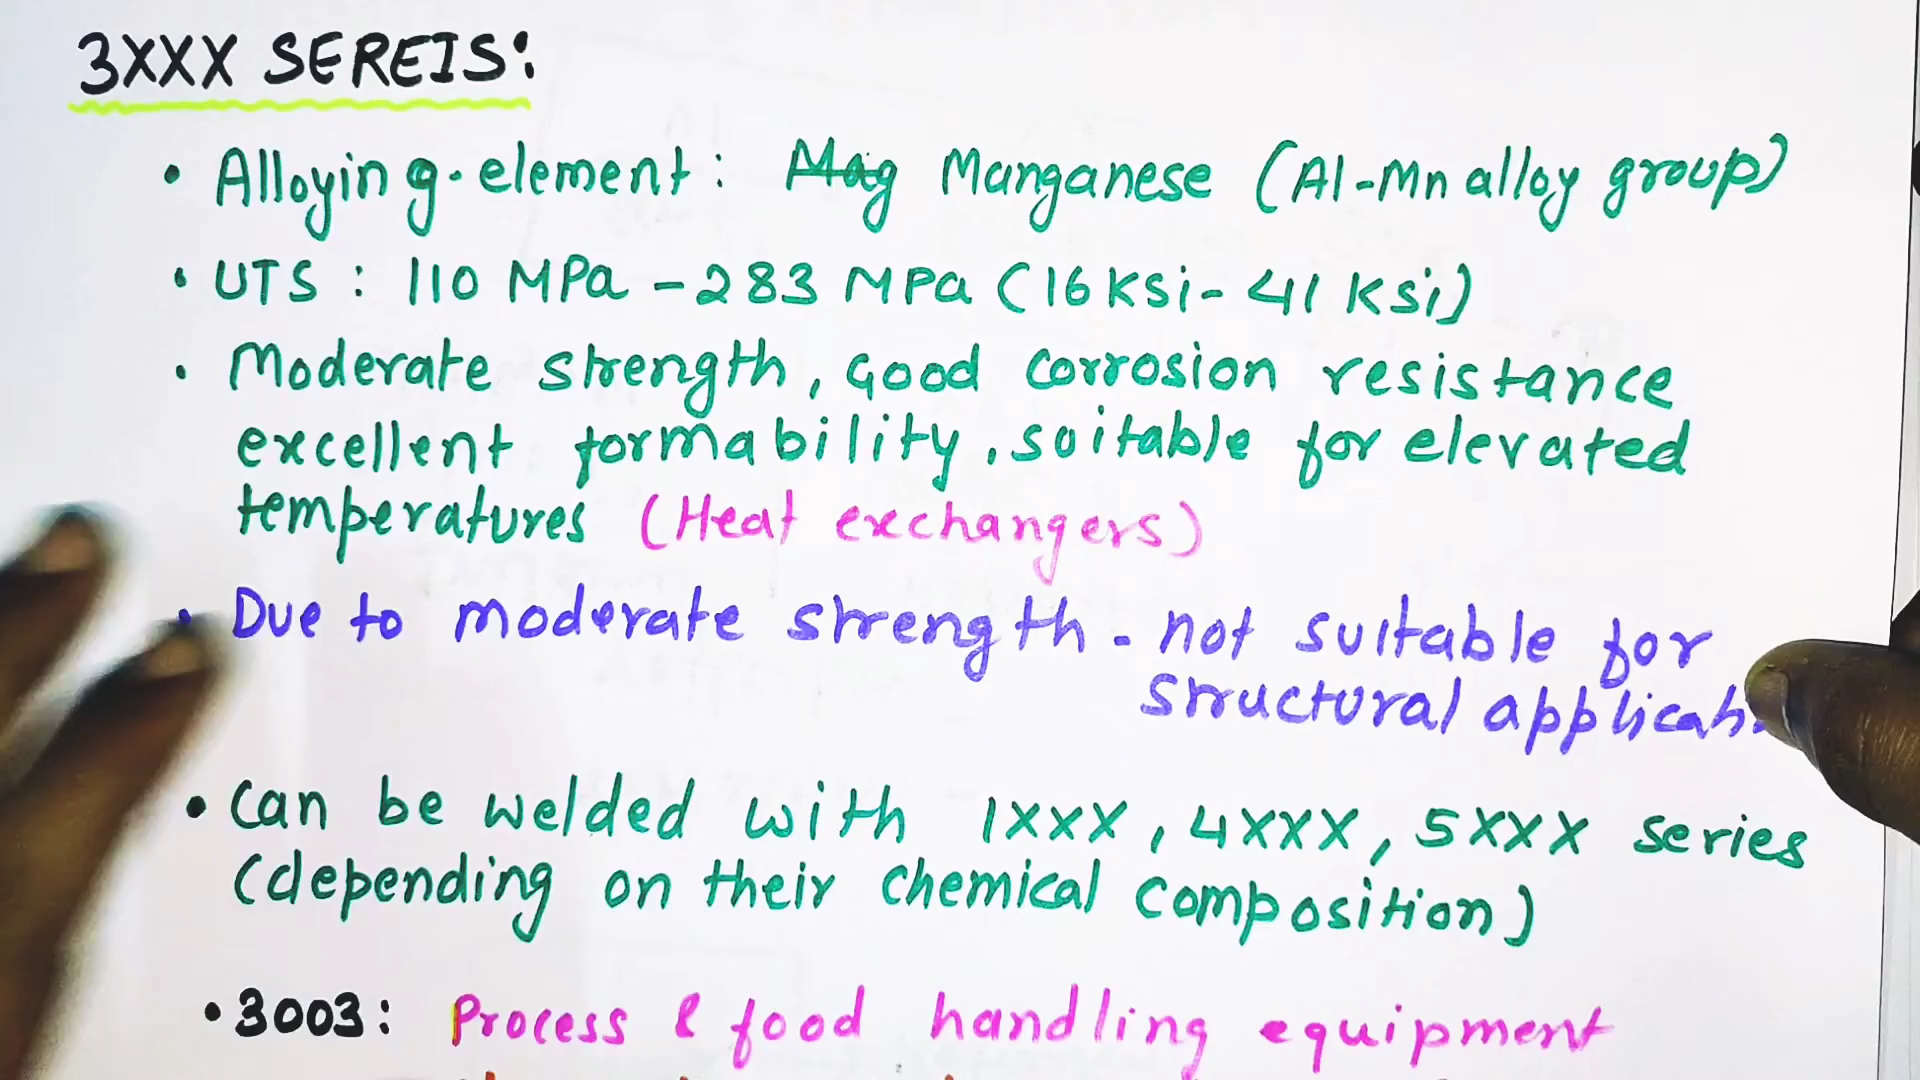 3XXX SEREIS:
• Alloying element: Mag Manganese (Al-Mn alloy group)
• UTS : 110 MPa - 283 MPa (16 Ksi - 41 Ksi)
• Moderate strength, Good corrosion resistance
excellent formability, suitable for elevated
temperatures (Heat exchangers)
• Due to moderate strength - not suitable for
structural
• Can be welded with 1XXX, 4XXX, 5XXX series
(depending on their chemical composition)
• 3003: Process & food handling equipment